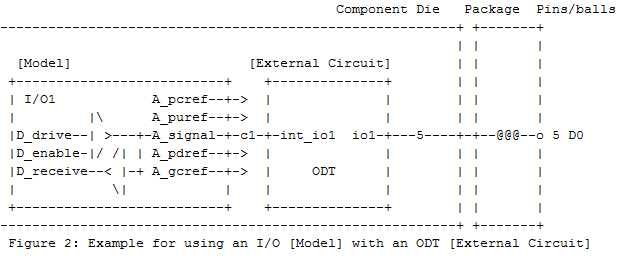 Component Die   Package  Pins/balls
---------------------------------------------------------+ +-------+
                                                         | |       |
 [Model]                       [External Circuit]        | |       |
+---------------------------+    +--------------+        | |       |
| I/O1            A_pcref--+->  |              |         | |       |
|          |\      A_puref--+->  |              |        | |       |
|D_drive--|  >---+-A_signal-+-c1-+-int_io1  io1-+---5----+-+--@@@--o 5 D0
|D_enable-|/ /| | A_pdref--+->  |              |         | |       |
|D_receive--< |-+ A_gcref--+->  |     ODT      |         | |       |
|             \|            |    |              |        | |       |
+---------------------------+    +--------------+        | |       |
---------------------------------------------------------+ +-------+
Figure 2: Example for using an I/O [Model] with an ODT [External Circuit]